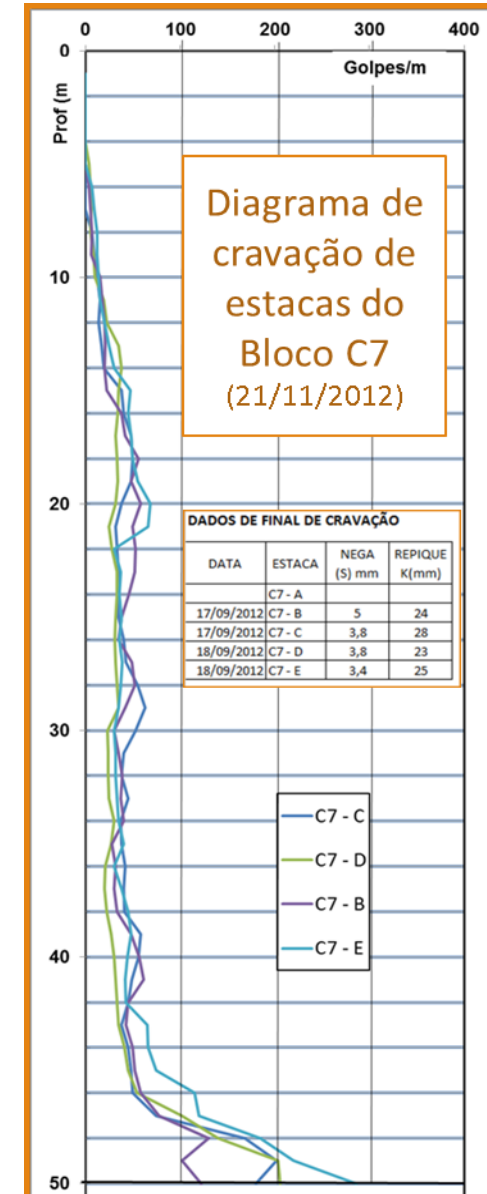 0 100 200 300 400
Golpes/m
0
Prof (m
10
20
30
40
50
Diagrama de
cravação de
estacas do
Bloco C7
(21/11/2012)
DADOS DE FINAL DE CRAVAÇÃO
DATA ESTACA NEGA (S) mm REPIQUE K(mm)
C7 - A
17/09/2012 C7 - B 5 24
17/09/2012 C7 - C 3,8 28
18/09/2012 C7 - D 3,8 23
18/09/2012 C7 - E 3,4 25
C7 - C
C7 - D
C7 - B
C7 - E